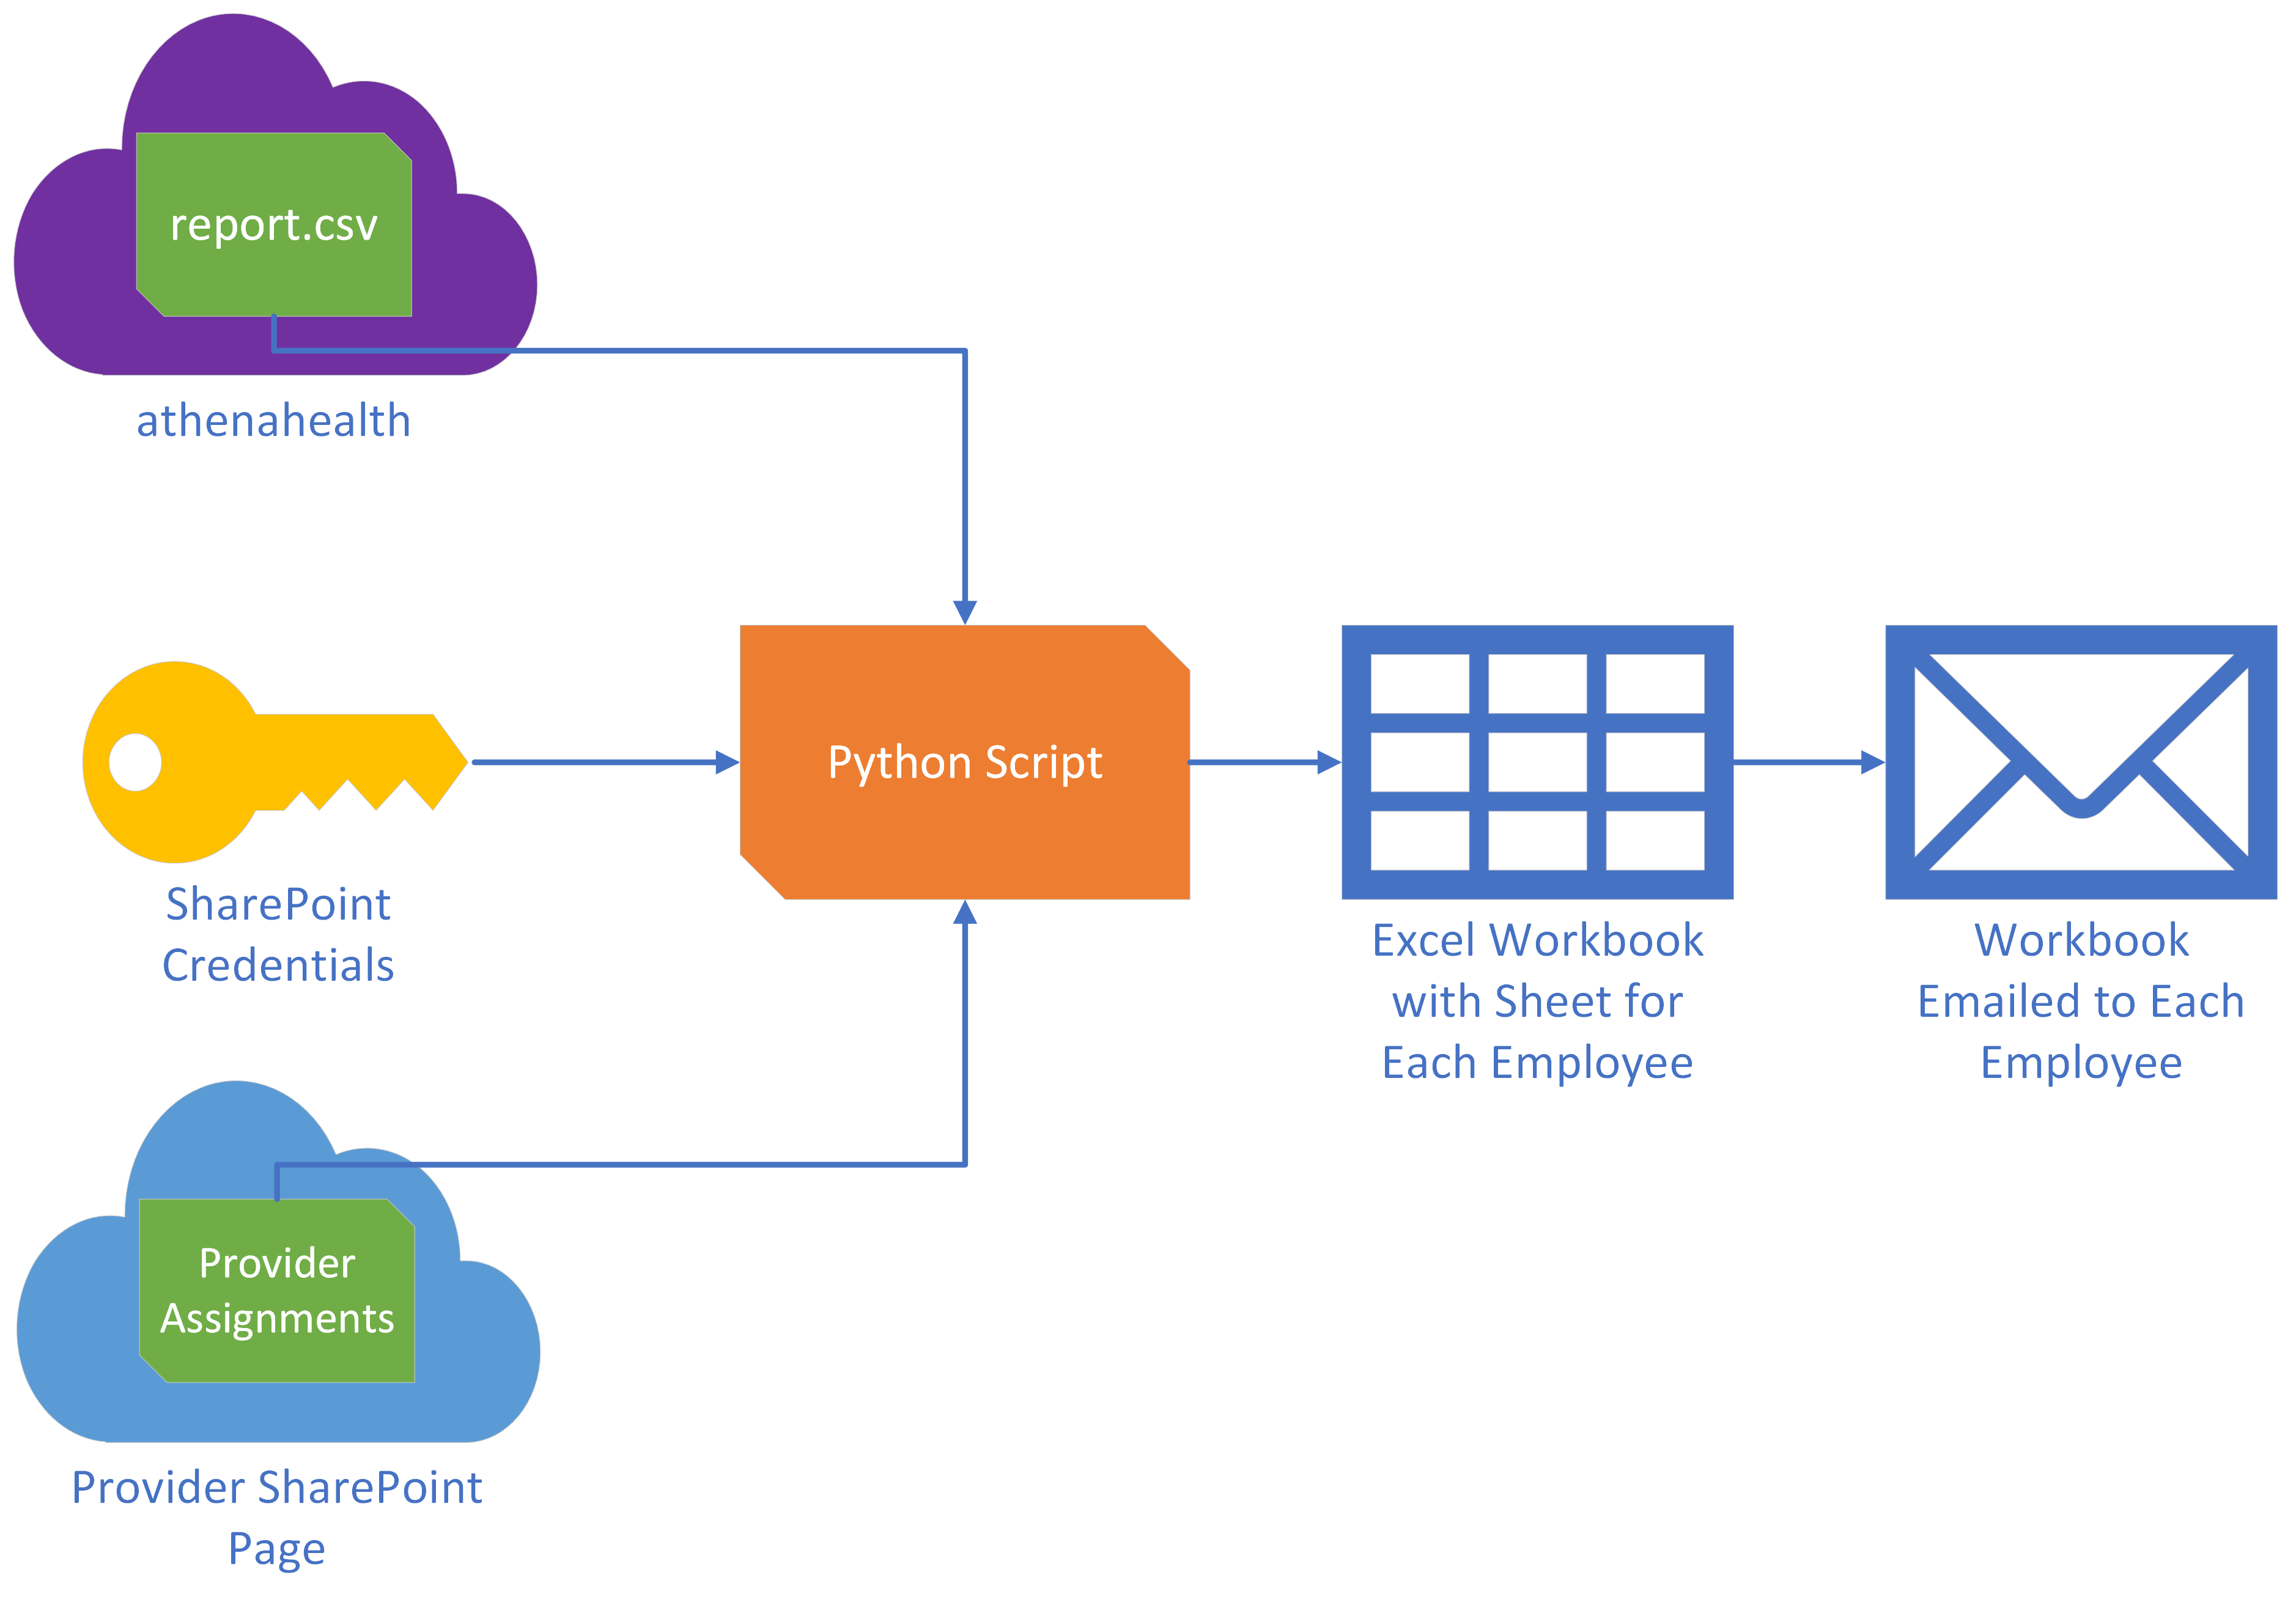 report.csv
athenahealth
SharePoint
Credentials
Python Script
Excel Workbook
with Sheet for
Each Employee
Workbook
Emailed to Each
Employee
Provider
Assignments
Provider SharePoint
Page